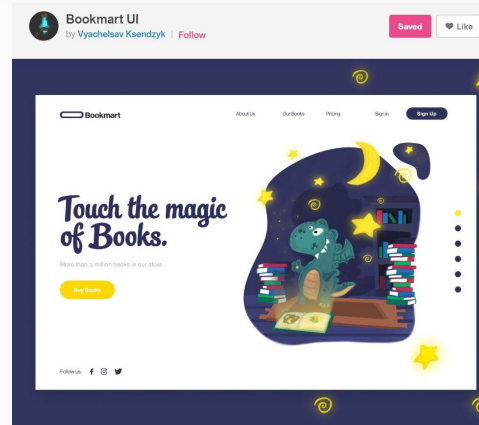 Bookmart UI
by Vyachelsav Ksendzyk | Follow
Saved
Like
Bookmart
About Us
Our Books
Pricing
Sign in
Sign Up
Touch the magic
of Books.
More than a million books in our store
Buy Books
Follow us: